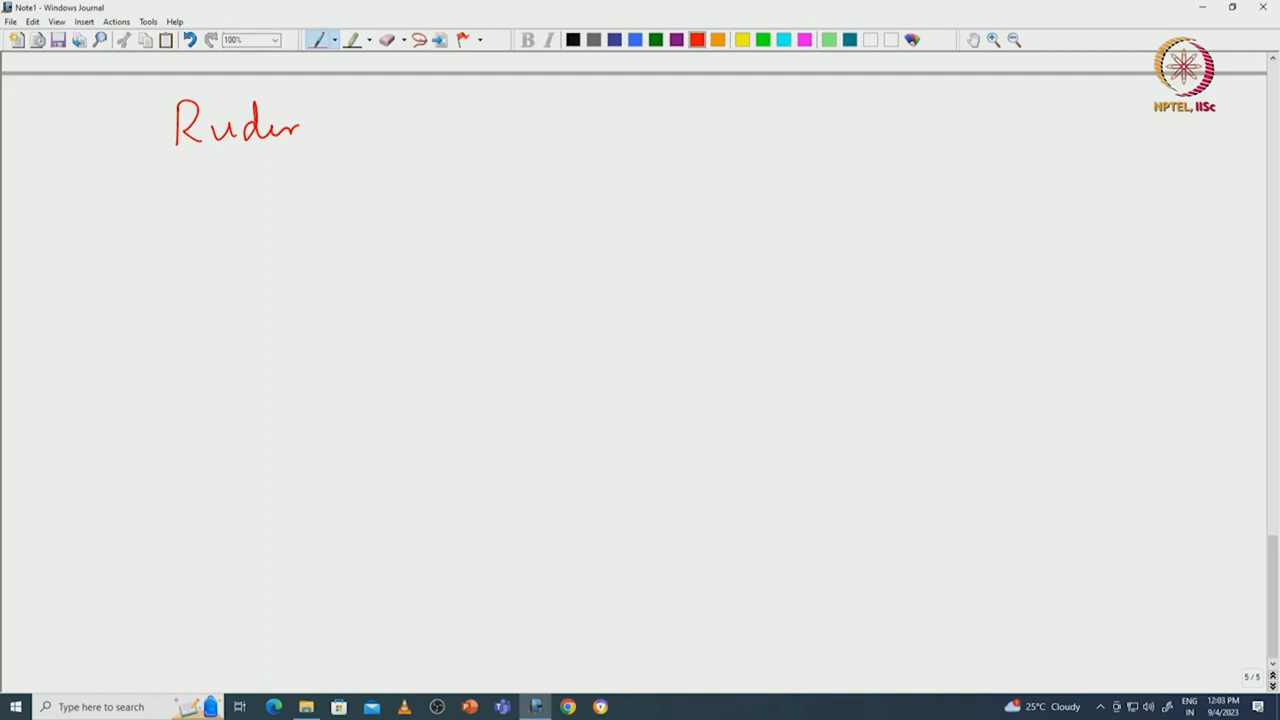 Note1 - Windows Journal
File Edit View Insert Actions Tools Help
100%
B I
NPTEL, IISc
Rudin
5 / 5
Type here to search
25°C Cloudy
ENG
IN
12:03 PM
9/4/2023